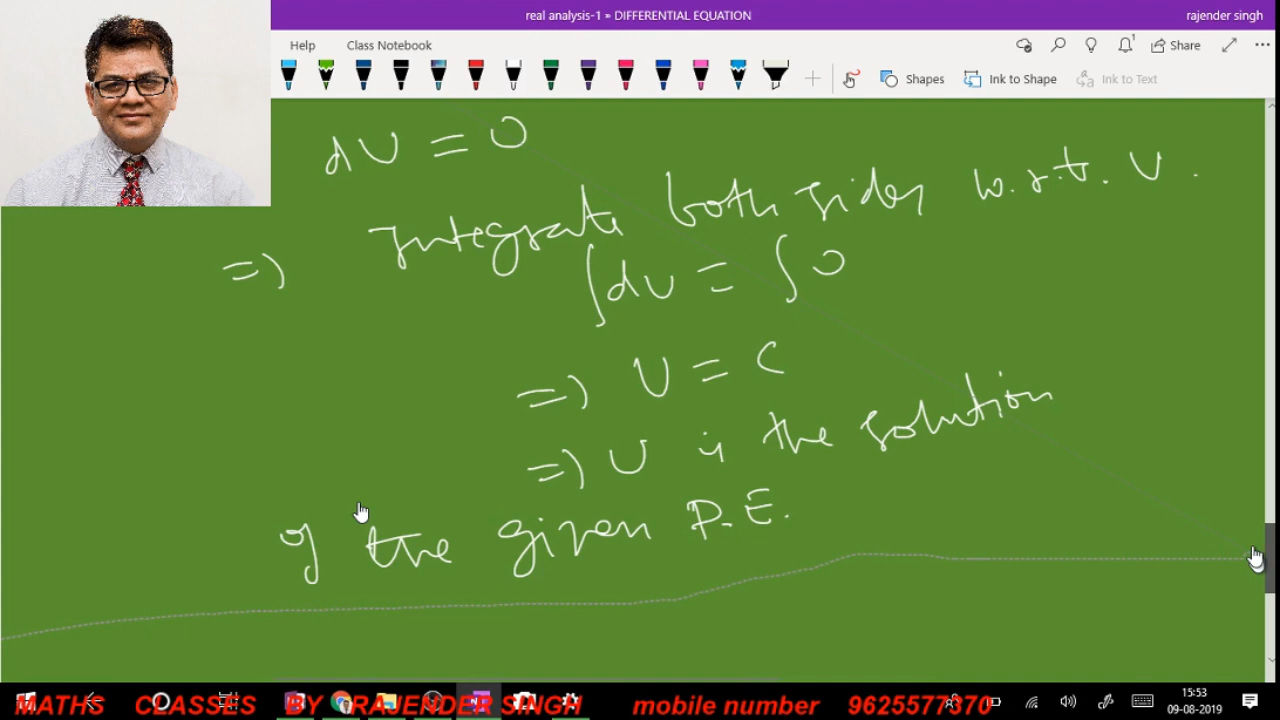 real analysis-1 » DIFFERENTIAL EQUATION
rajender singh
Help Class Notebook
1 Share
Shapes Ink to Shape Ink to Text
dU = 0
=) Integrate both sides w.r.t. U.
∫dU = ∫0
=) U = C
=) U is the solution
of the given D.E.
15:53
MATHS CLASSES BY RAJENDER SINGH mobile number 9625577370
09-08-2019